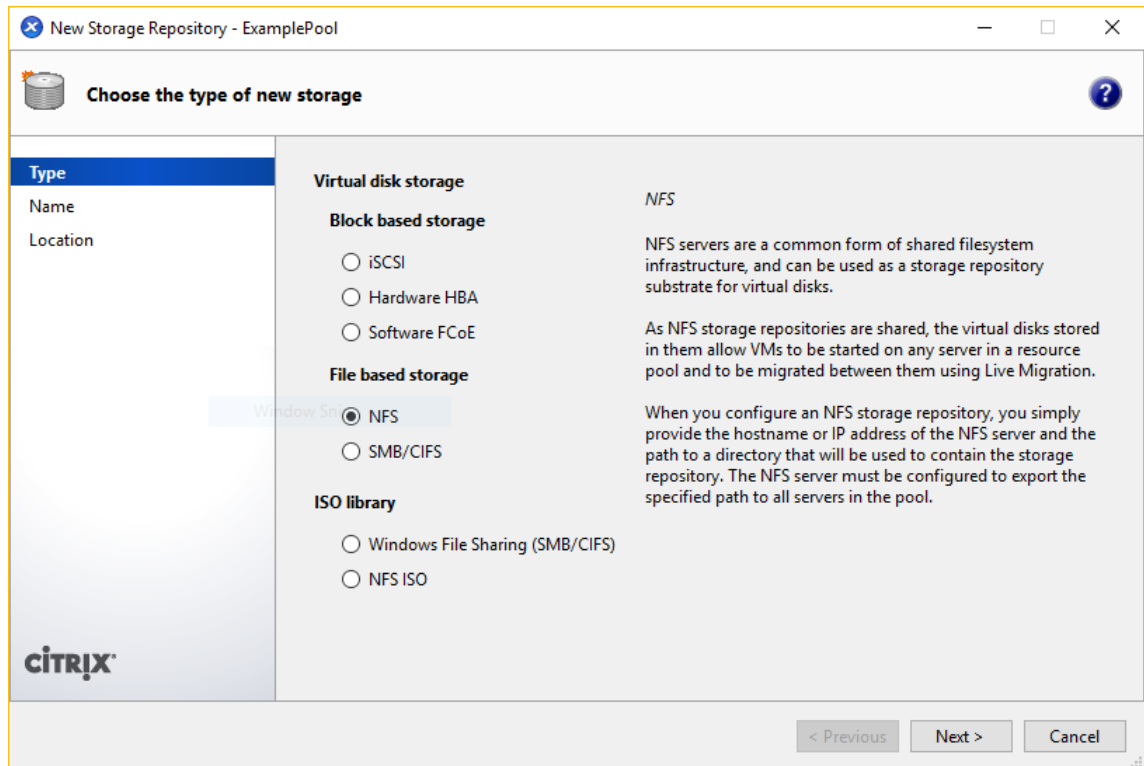 New Storage Repository - ExamplePool
Choose the type of new storage
?
Type
Name
Location
Virtual disk storage
Block based storage
iSCSI
Hardware HBA
Software FCoE
File based storage
Window Sni
NFS
SMB/CIFS
ISO library
Windows File Sharing (SMB/CIFS)
NFS ISO
NFS
NFS servers are a common form of shared filesystem
infrastructure, and can be used as a storage repository
substrate for virtual disks.
As NFS storage repositories are shared, the virtual disks stored
in them allow VMs to be started on any server in a resource
pool and to be migrated between them using Live Migration.
When you configure an NFS storage repository, you simply
provide the hostname or IP address of the NFS server and the
path to a directory that will be used to contain the storage
repository. The NFS server must be configured to export the
specified path to all servers in the pool.
CITRIX
< Previous
Next >
Cancel